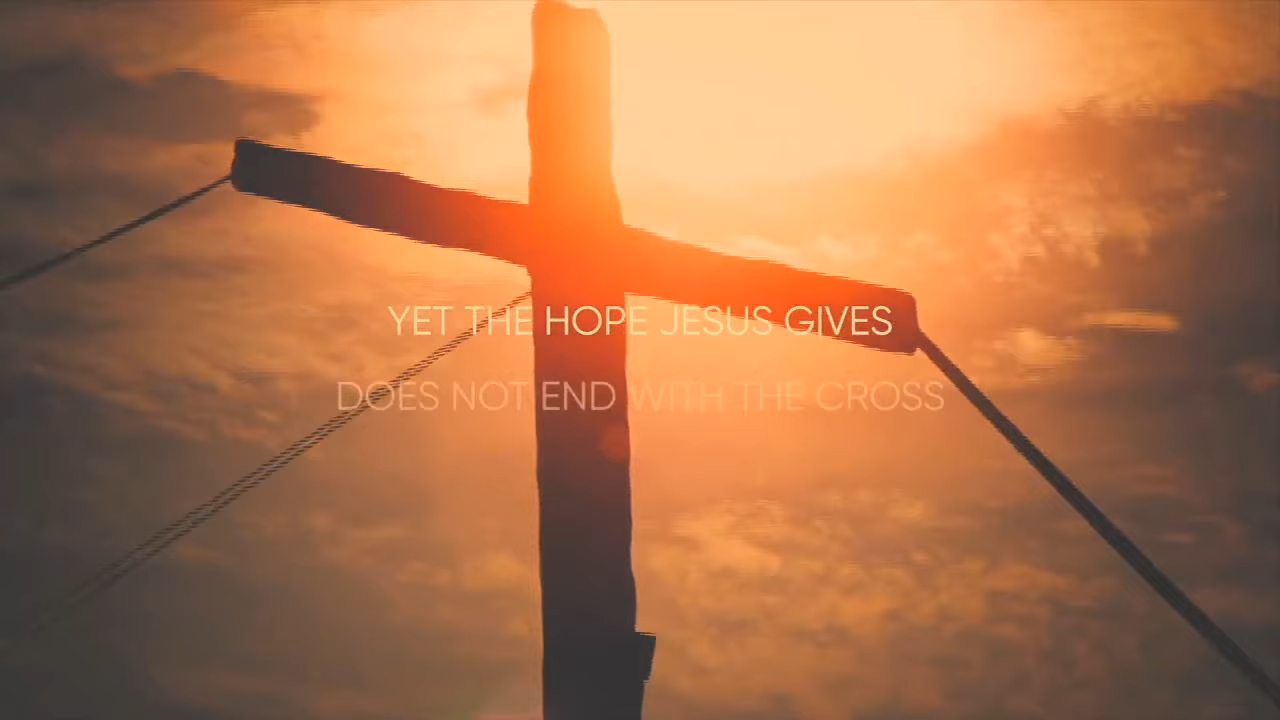 YET THE HOPE JESUS GIVES
DOES NOT END WITH THE CROSS